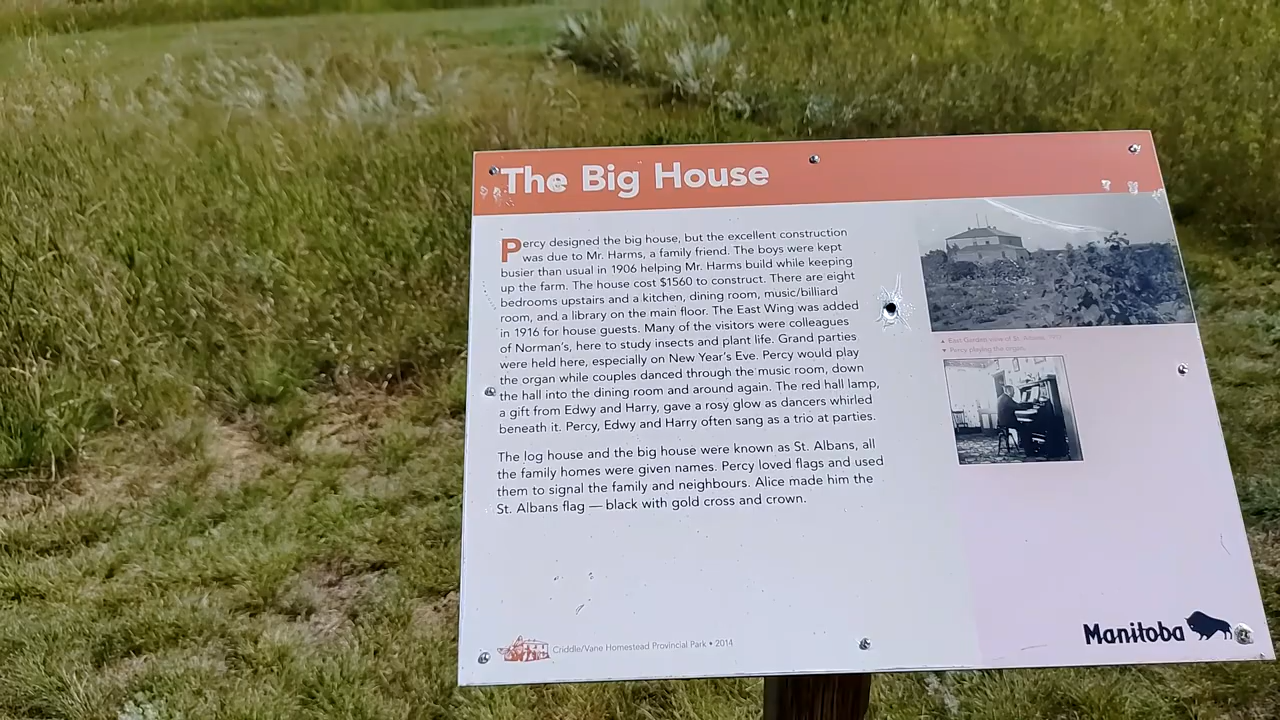 The Big House
Percy designed the big house, but the excellent construction
was due to Mr. Harms, a family friend. The boys were kept
busier than usual in 1906 helping Mr. Harms build while keeping
up the farm. The house cost $1560 to construct. There are eight
bedrooms upstairs and a kitchen, dining room, music/billiard
room, and a library on the main floor. The East Wing was added
in 1916 for house guests. Many of the visitors were colleagues
of Norman's, here to study insects and plant life. Grand parties
were held here, especially on New Year's Eve. Percy would play
the organ while couples danced through the music room, down
the hall into the dining room and around again. The red hall lamp,
a gift from Edwy and Harry, gave a rosy glow as dancers whirled
beneath it. Percy, Edwy and Harry often sang as a trio at parties.
The log house and the big house were known as St. Albans, all
the family homes were given names. Percy loved flags and used
them to signal the family and neighbours. Alice made him the
St. Albans flag — black with gold cross and crown.
▲ East Garden view of St. Albans,
▼ Percy playing the organ.
Criddle/Vane Homestead Provincial Park • 2014
Manitoba